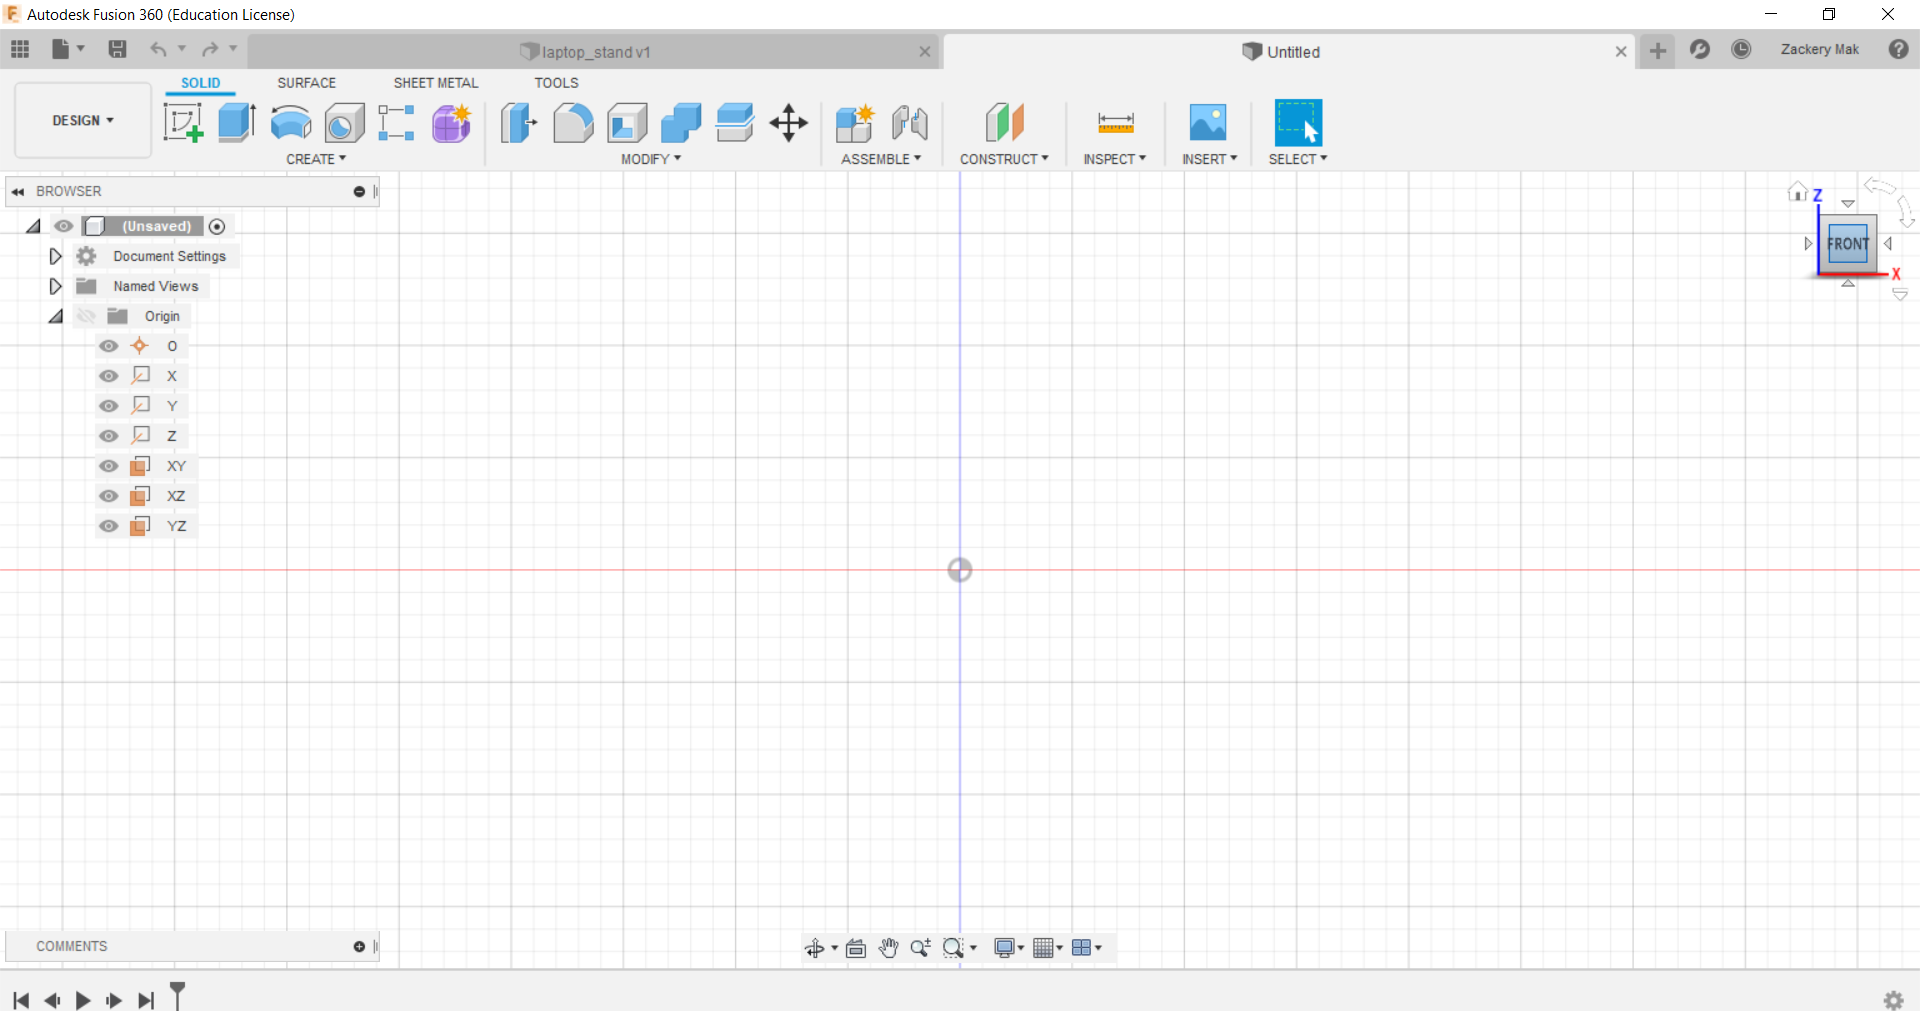 Autodesk Fusion 360 (Education License)
laptop_stand v1
Untitled
Zackery Mak
SOLID SURFACE SHEET METAL TOOLS
DESIGN
CREATE MODIFY ASSEMBLE CONSTRUCT INSPECT INSERT SELECT
BROWSER
(Unsaved)
Document Settings
Named Views
Origin
O
X
Y
Z
XY
XZ
YZ
Z
FRONT
X
COMMENTS